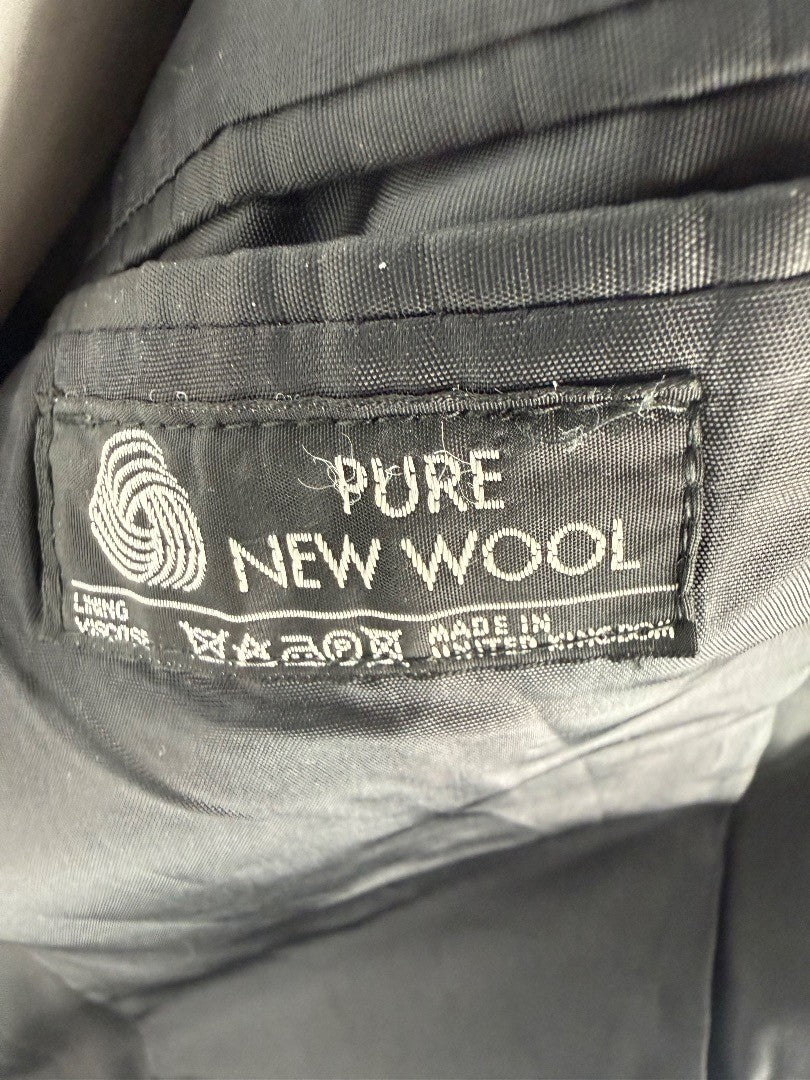 PURE
NEW WOOL
LINING
VISCOSE
P
MADE IN
UNITED KINGDOM